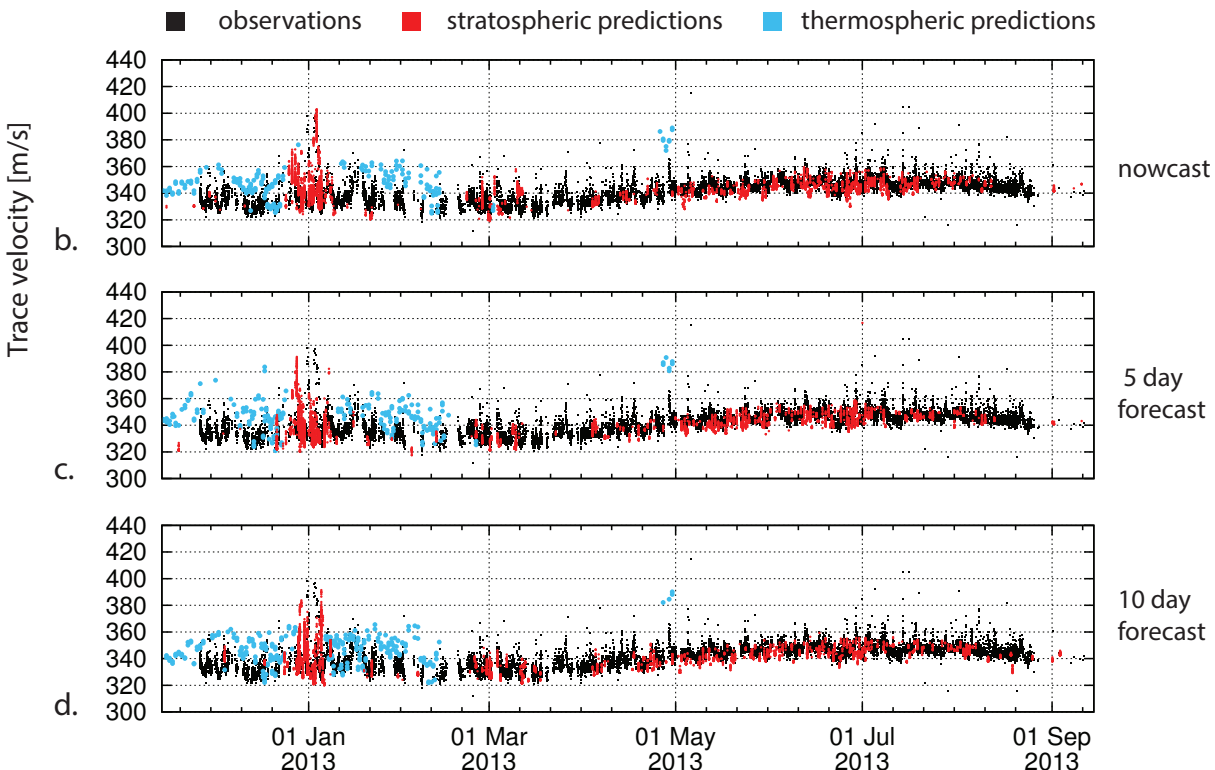 observations stratospheric predictions thermospheric predictions
Trace velocity [m/s]
440
420
400
380
360
340
320
300
b.
nowcast
440
420
400
380
360
340
320
300
c.
5 day
forecast
440
420
400
380
360
340
320
300
d.
10 day
forecast
01 Jan 01 Mar 01 May 01 Jul 01 Sep
2013 2013 2013 2013 2013